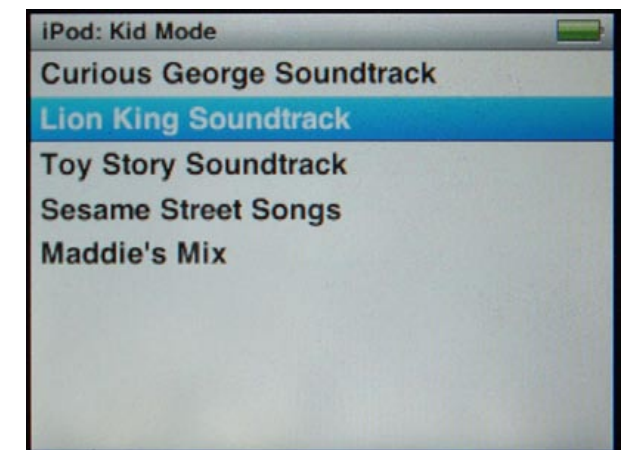 iPod: Kid Mode
Curious George Soundtrack
Lion King Soundtrack
Toy Story Soundtrack
Sesame Street Songs
Maddie's Mix